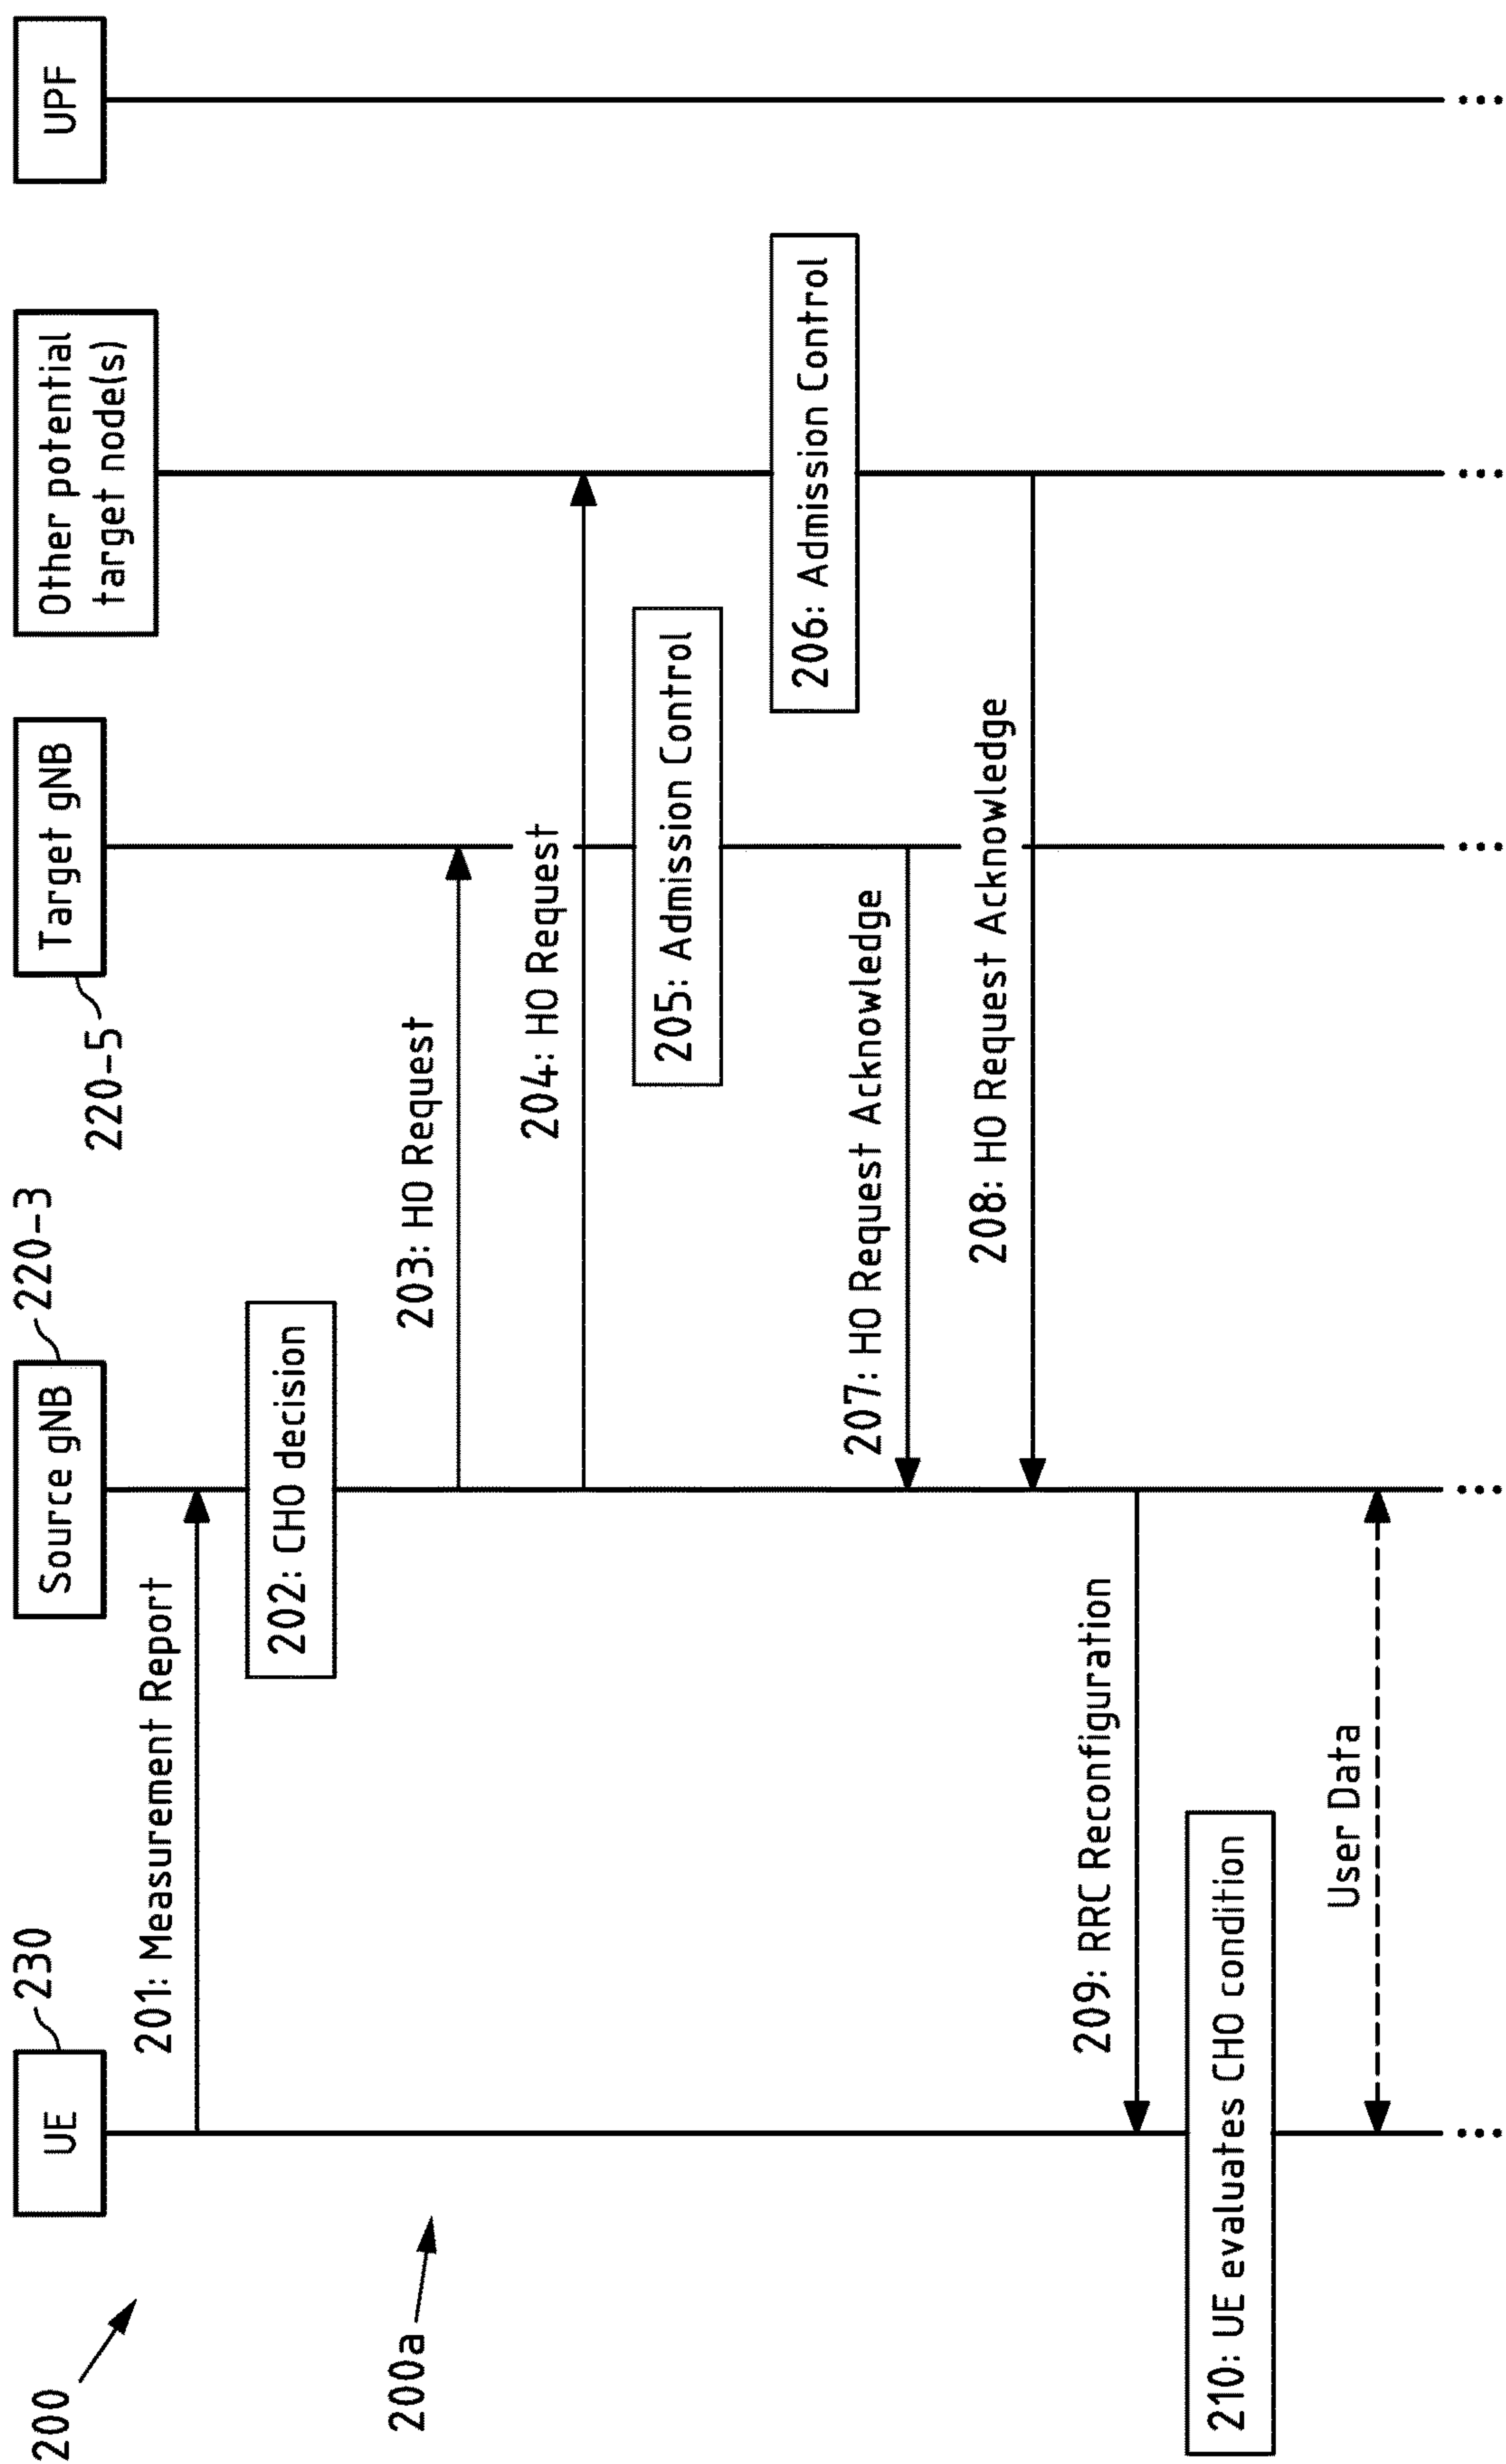 200
UE
230
Source gNB
220-3
Target gNB
220-5
Other potential
target node(s)
UPF
201: Measurement Report
202: CHO decision
200a
203: HO Request
204: HO Request
205: Admission Control
206: Admission Control
207: HO Request Acknowledge
208: HO Request Acknowledge
209: RRC Reconfiguration
210: UE evaluates CHO condition
User Data
...
...
...
...
...